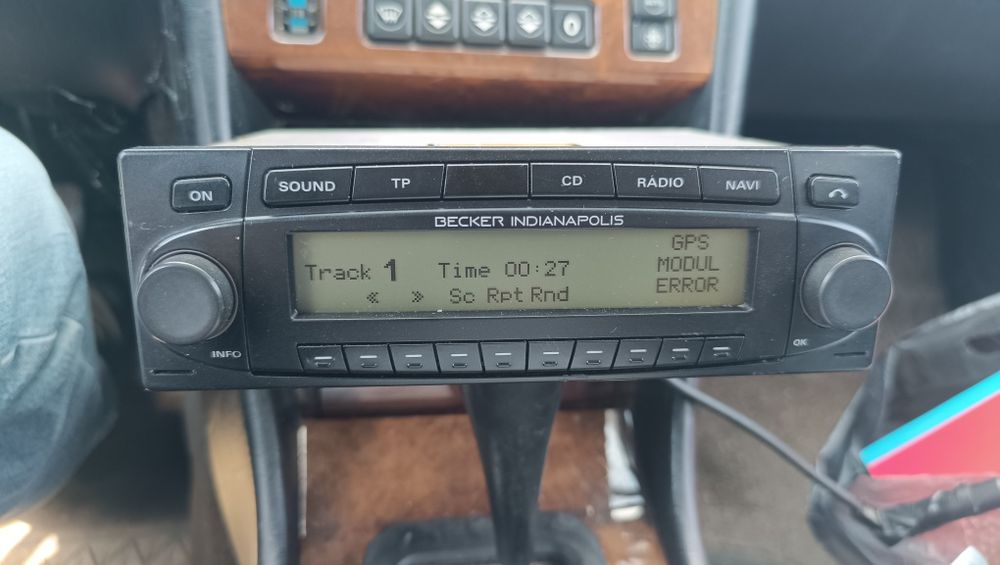 ON
SOUND
TP
CD
RADIO
NAVI
BECKER INDIANAPOLIS
GPS
Track 1 Time 00:27 MODUL
« » Sc Rpt Rnd ERROR
INFO
OK